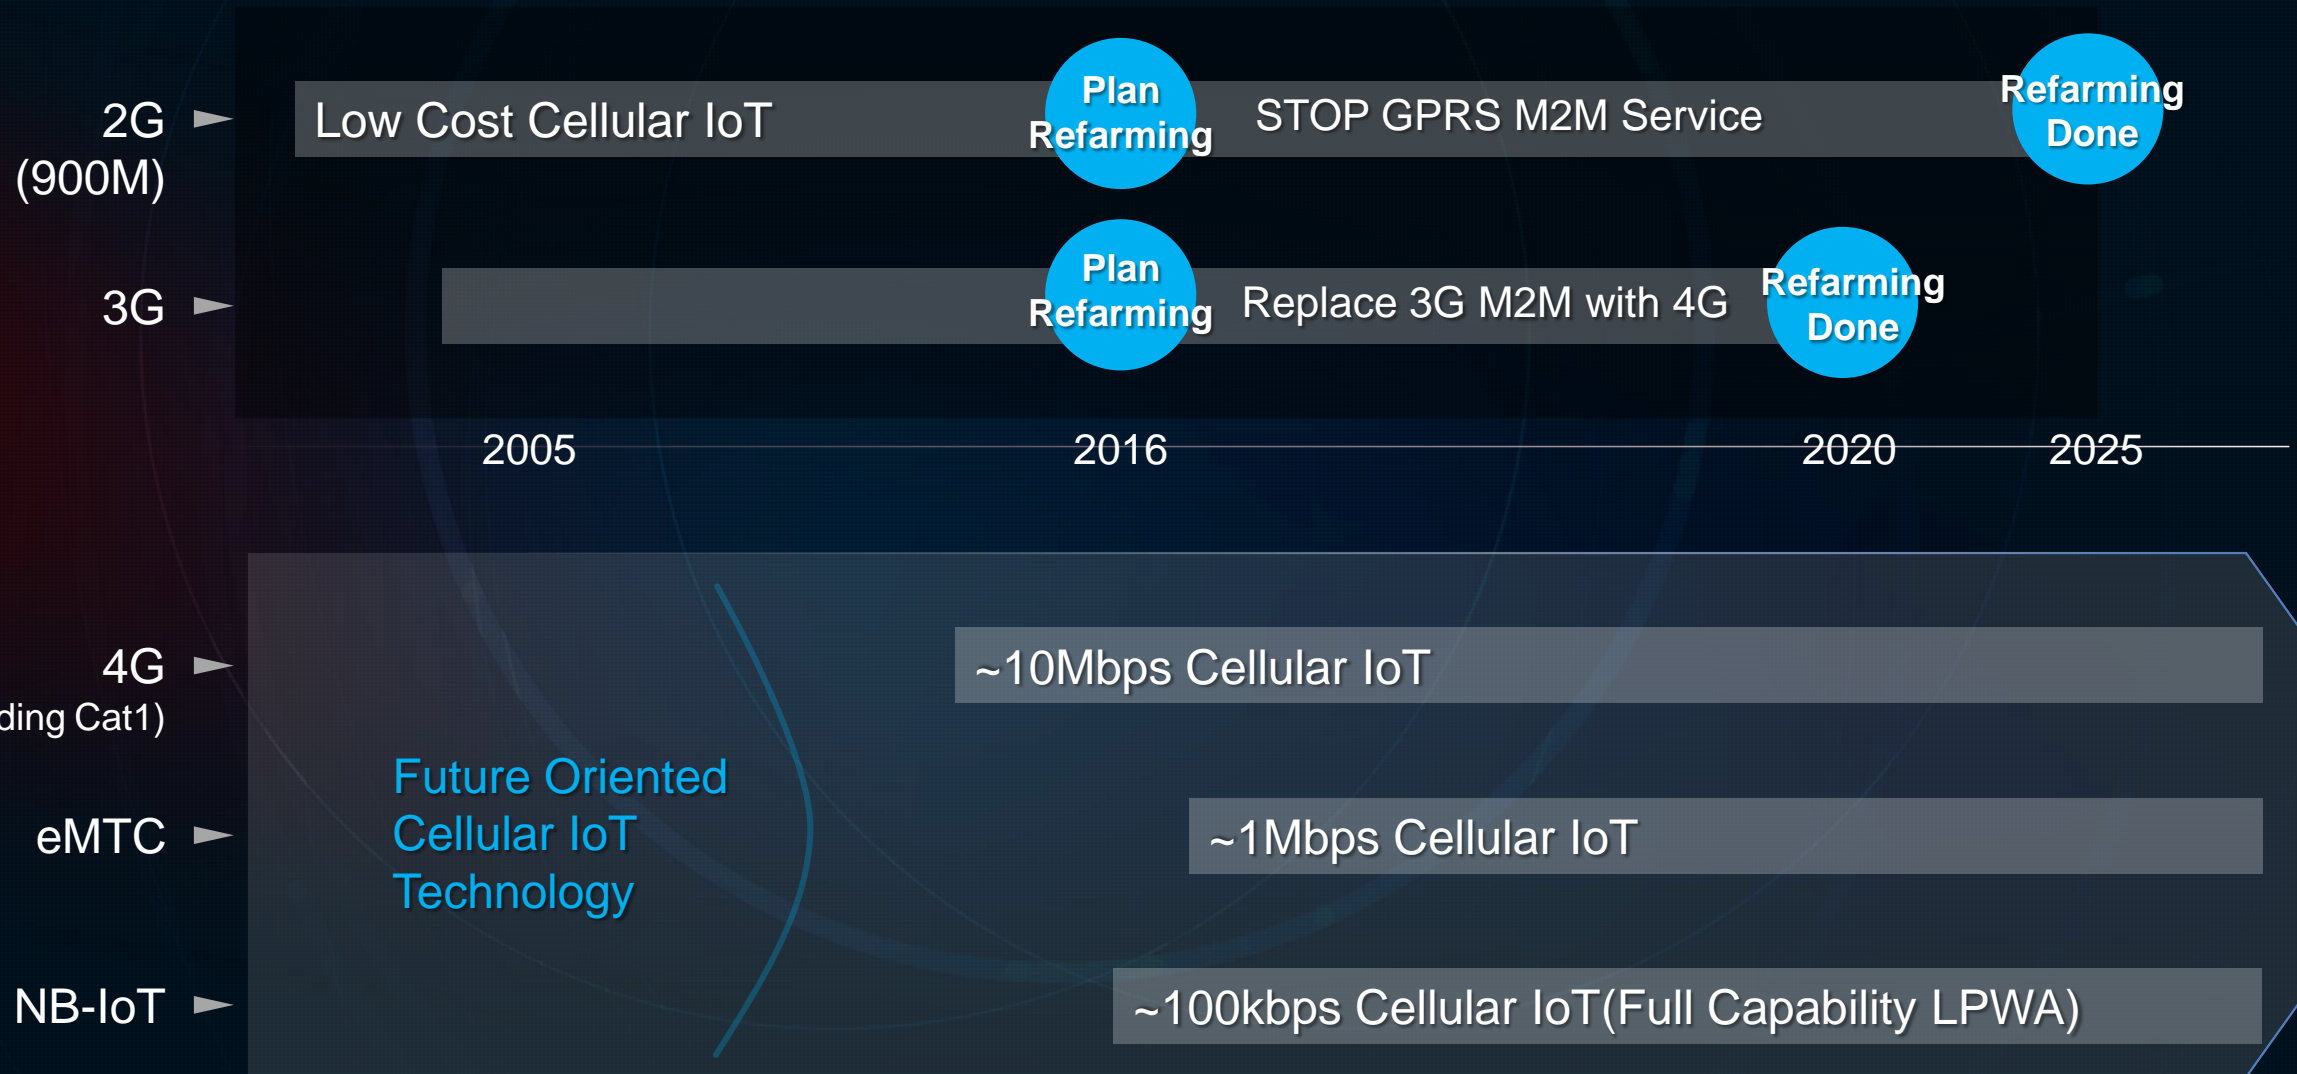 2G
(900M)
Low Cost Cellular IoT
Plan
Refarming
STOP GPRS M2M Service
Refarming
Done
3G
Plan
Refarming
Replace 3G M2M with 4G
Refarming
Done
2005
2016
2020
2025
4G
Cat1)
~10Mbps Cellular IoT
Future Oriented
Cellular IoT
Technology
eMTC
~1Mbps Cellular IoT
NB-IoT
~100kbps Cellular IoT(Full Capability LPWA)